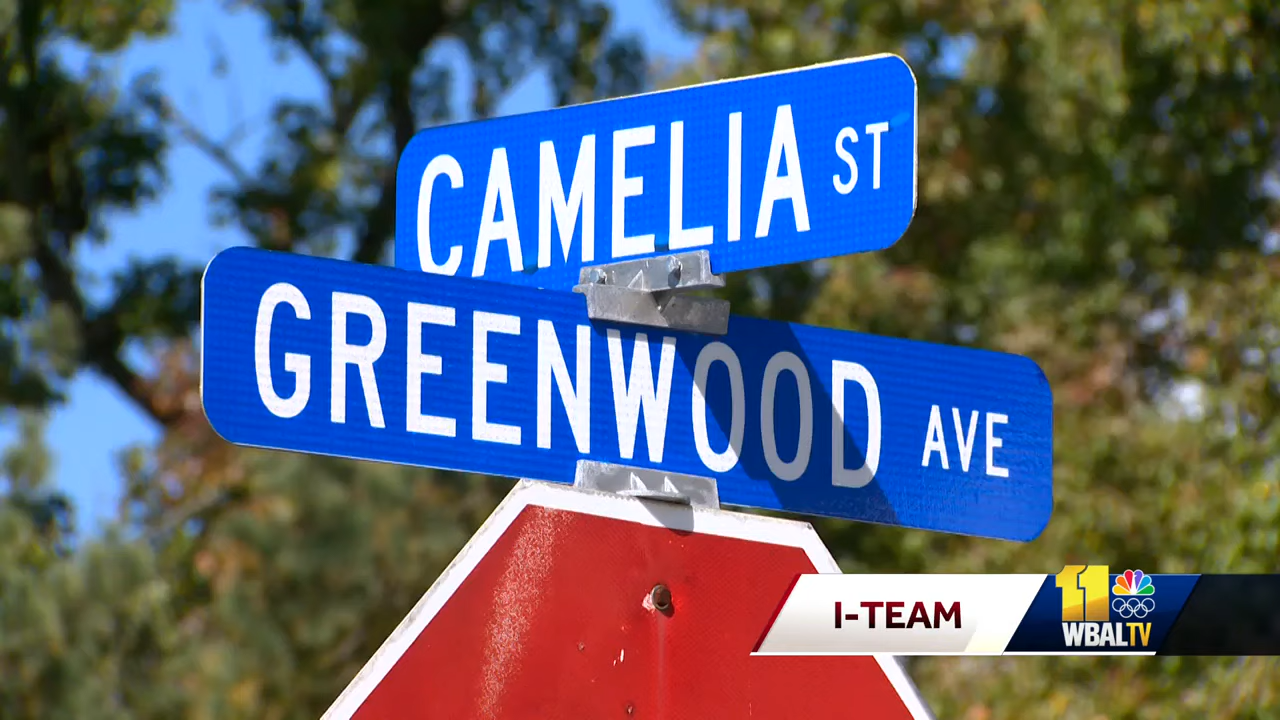 CAMELIA ST
GREENWOOD AVE
I-TEAM
11
WBALTV